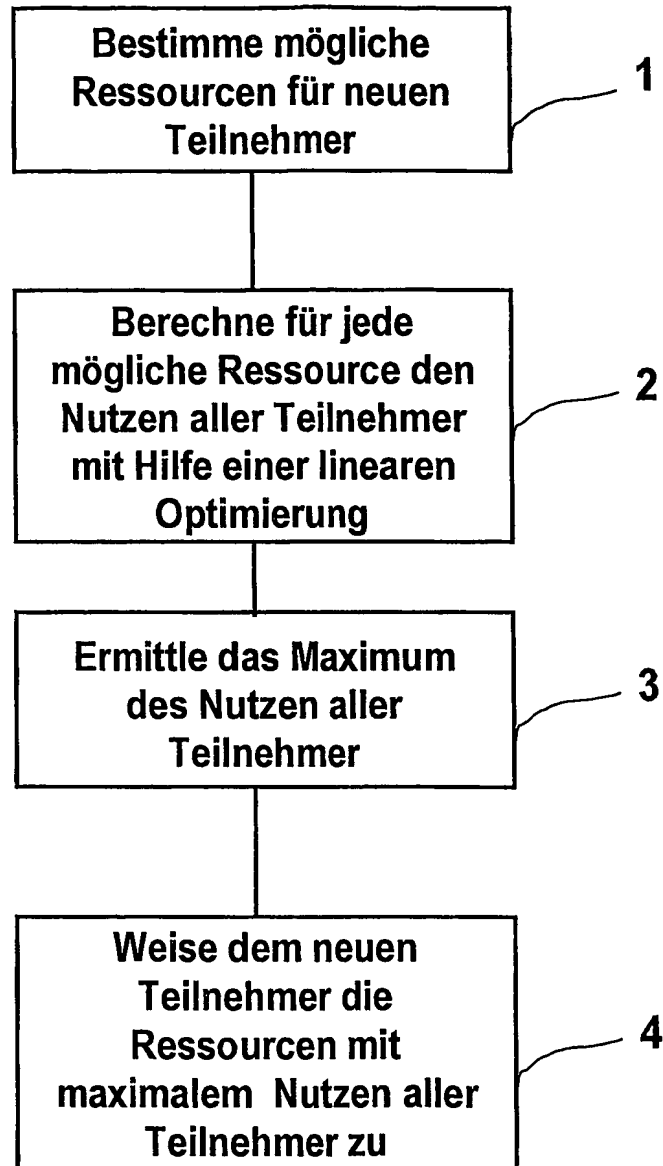 Bestimme mögliche
Ressourcen für neuen
Teilnehmer
1
Berechne für jede
mögliche Ressource den
Nutzen aller Teilnehmer
mit Hilfe einer linearen
Optimierung
2
Ermittle das Maximum
des Nutzen aller
Teilnehmer
3
Weise dem neuen
Teilnehmer die
Ressourcen mit
maximalem Nutzen aller
Teilnehmer zu
4